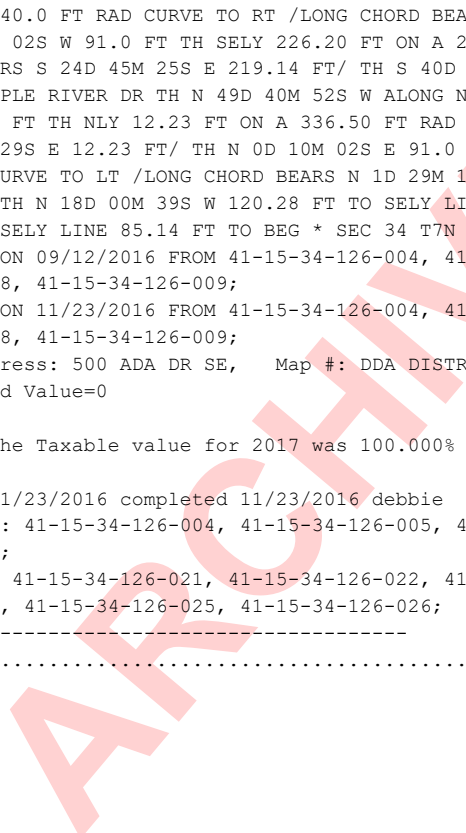 40.0 FT RAD CURVE TO RT /LONG CHORD BEA
02S W 91.0 FT TH SELY 226.20 FT ON A 2
RS S 24D 45M 25S E 219.14 FT/ TH S 40D
PLE RIVER DR TH N 49D 40M 52S W ALONG N
FT TH NLY 12.23 FT ON A 336.50 FT RAD
29S E 12.23 FT/ TH N 0D 10M 02S E 91.0
URVE TO LT /LONG CHORD BEARS N 1D 29M 1
TH N 18D 00M 39S W 120.28 FT TO SELY LI
SELY LINE 85.14 FT TO BEG * SEC 34 T7N
ON 09/12/2016 FROM 41-15-34-126-004, 41
8, 41-15-34-126-009;
ON 11/23/2016 FROM 41-15-34-126-004, 41
8, 41-15-34-126-009;
ress: 500 ADA DR SE, Map #: DDA DISTR
d Value=0
he Taxable value for 2017 was 100.000%
1/23/2016 completed 11/23/2016 debbie
: 41-15-34-126-004, 41-15-34-126-005, 4
;
41-15-34-126-021, 41-15-34-126-022, 41
, 41-15-34-126-025, 41-15-34-126-026;
----------------------------------
.......................................
ARCHIV